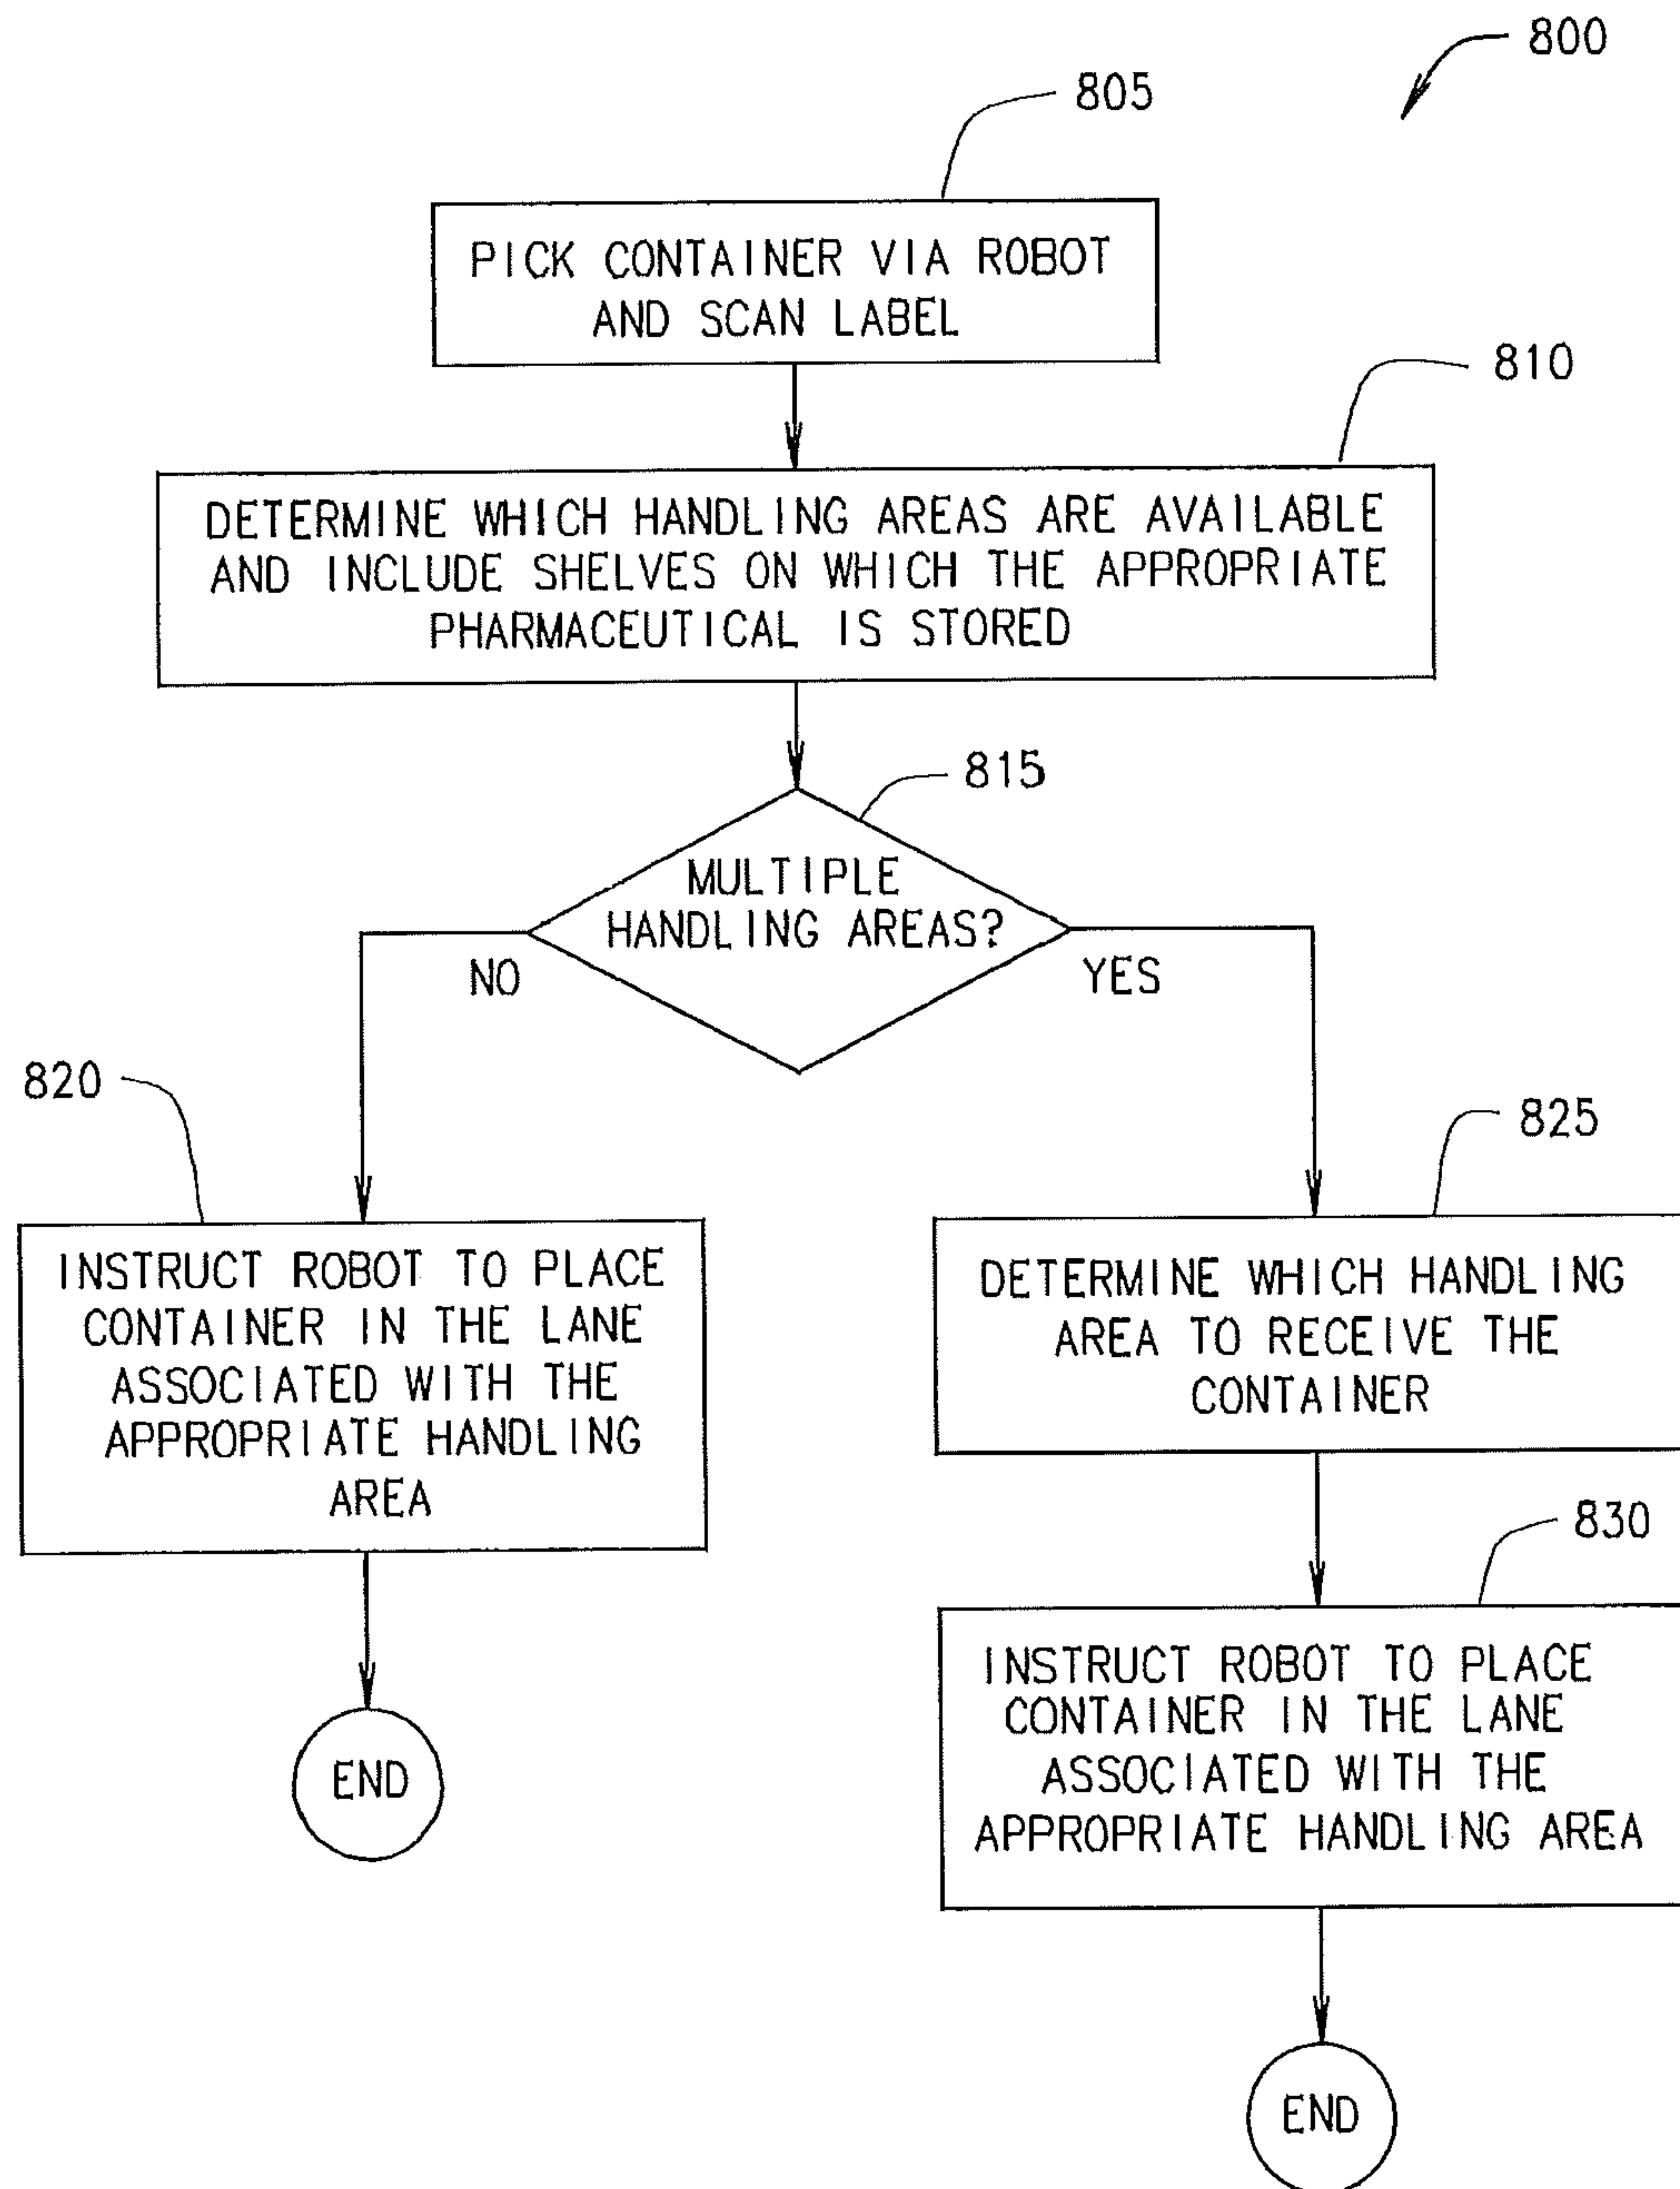 800
805
PICK CONTAINER VIA ROBOT
AND SCAN LABEL
810
DETERMINE WHICH HANDLING AREAS ARE AVAILABLE
AND INCLUDE SHELVES ON WHICH THE APPROPRIATE
PHARMACEUTICAL IS STORED
815
MULTIPLE
HANDLING AREAS?
NO
YES
820
INSTRUCT ROBOT TO PLACE
CONTAINER IN THE LANE
ASSOCIATED WITH THE
APPROPRIATE HANDLING
AREA
END
825
DETERMINE WHICH HANDLING
AREA TO RECEIVE THE
CONTAINER
830
INSTRUCT ROBOT TO PLACE
CONTAINER IN THE LANE
ASSOCIATED WITH THE
APPROPRIATE HANDLING AREA
END